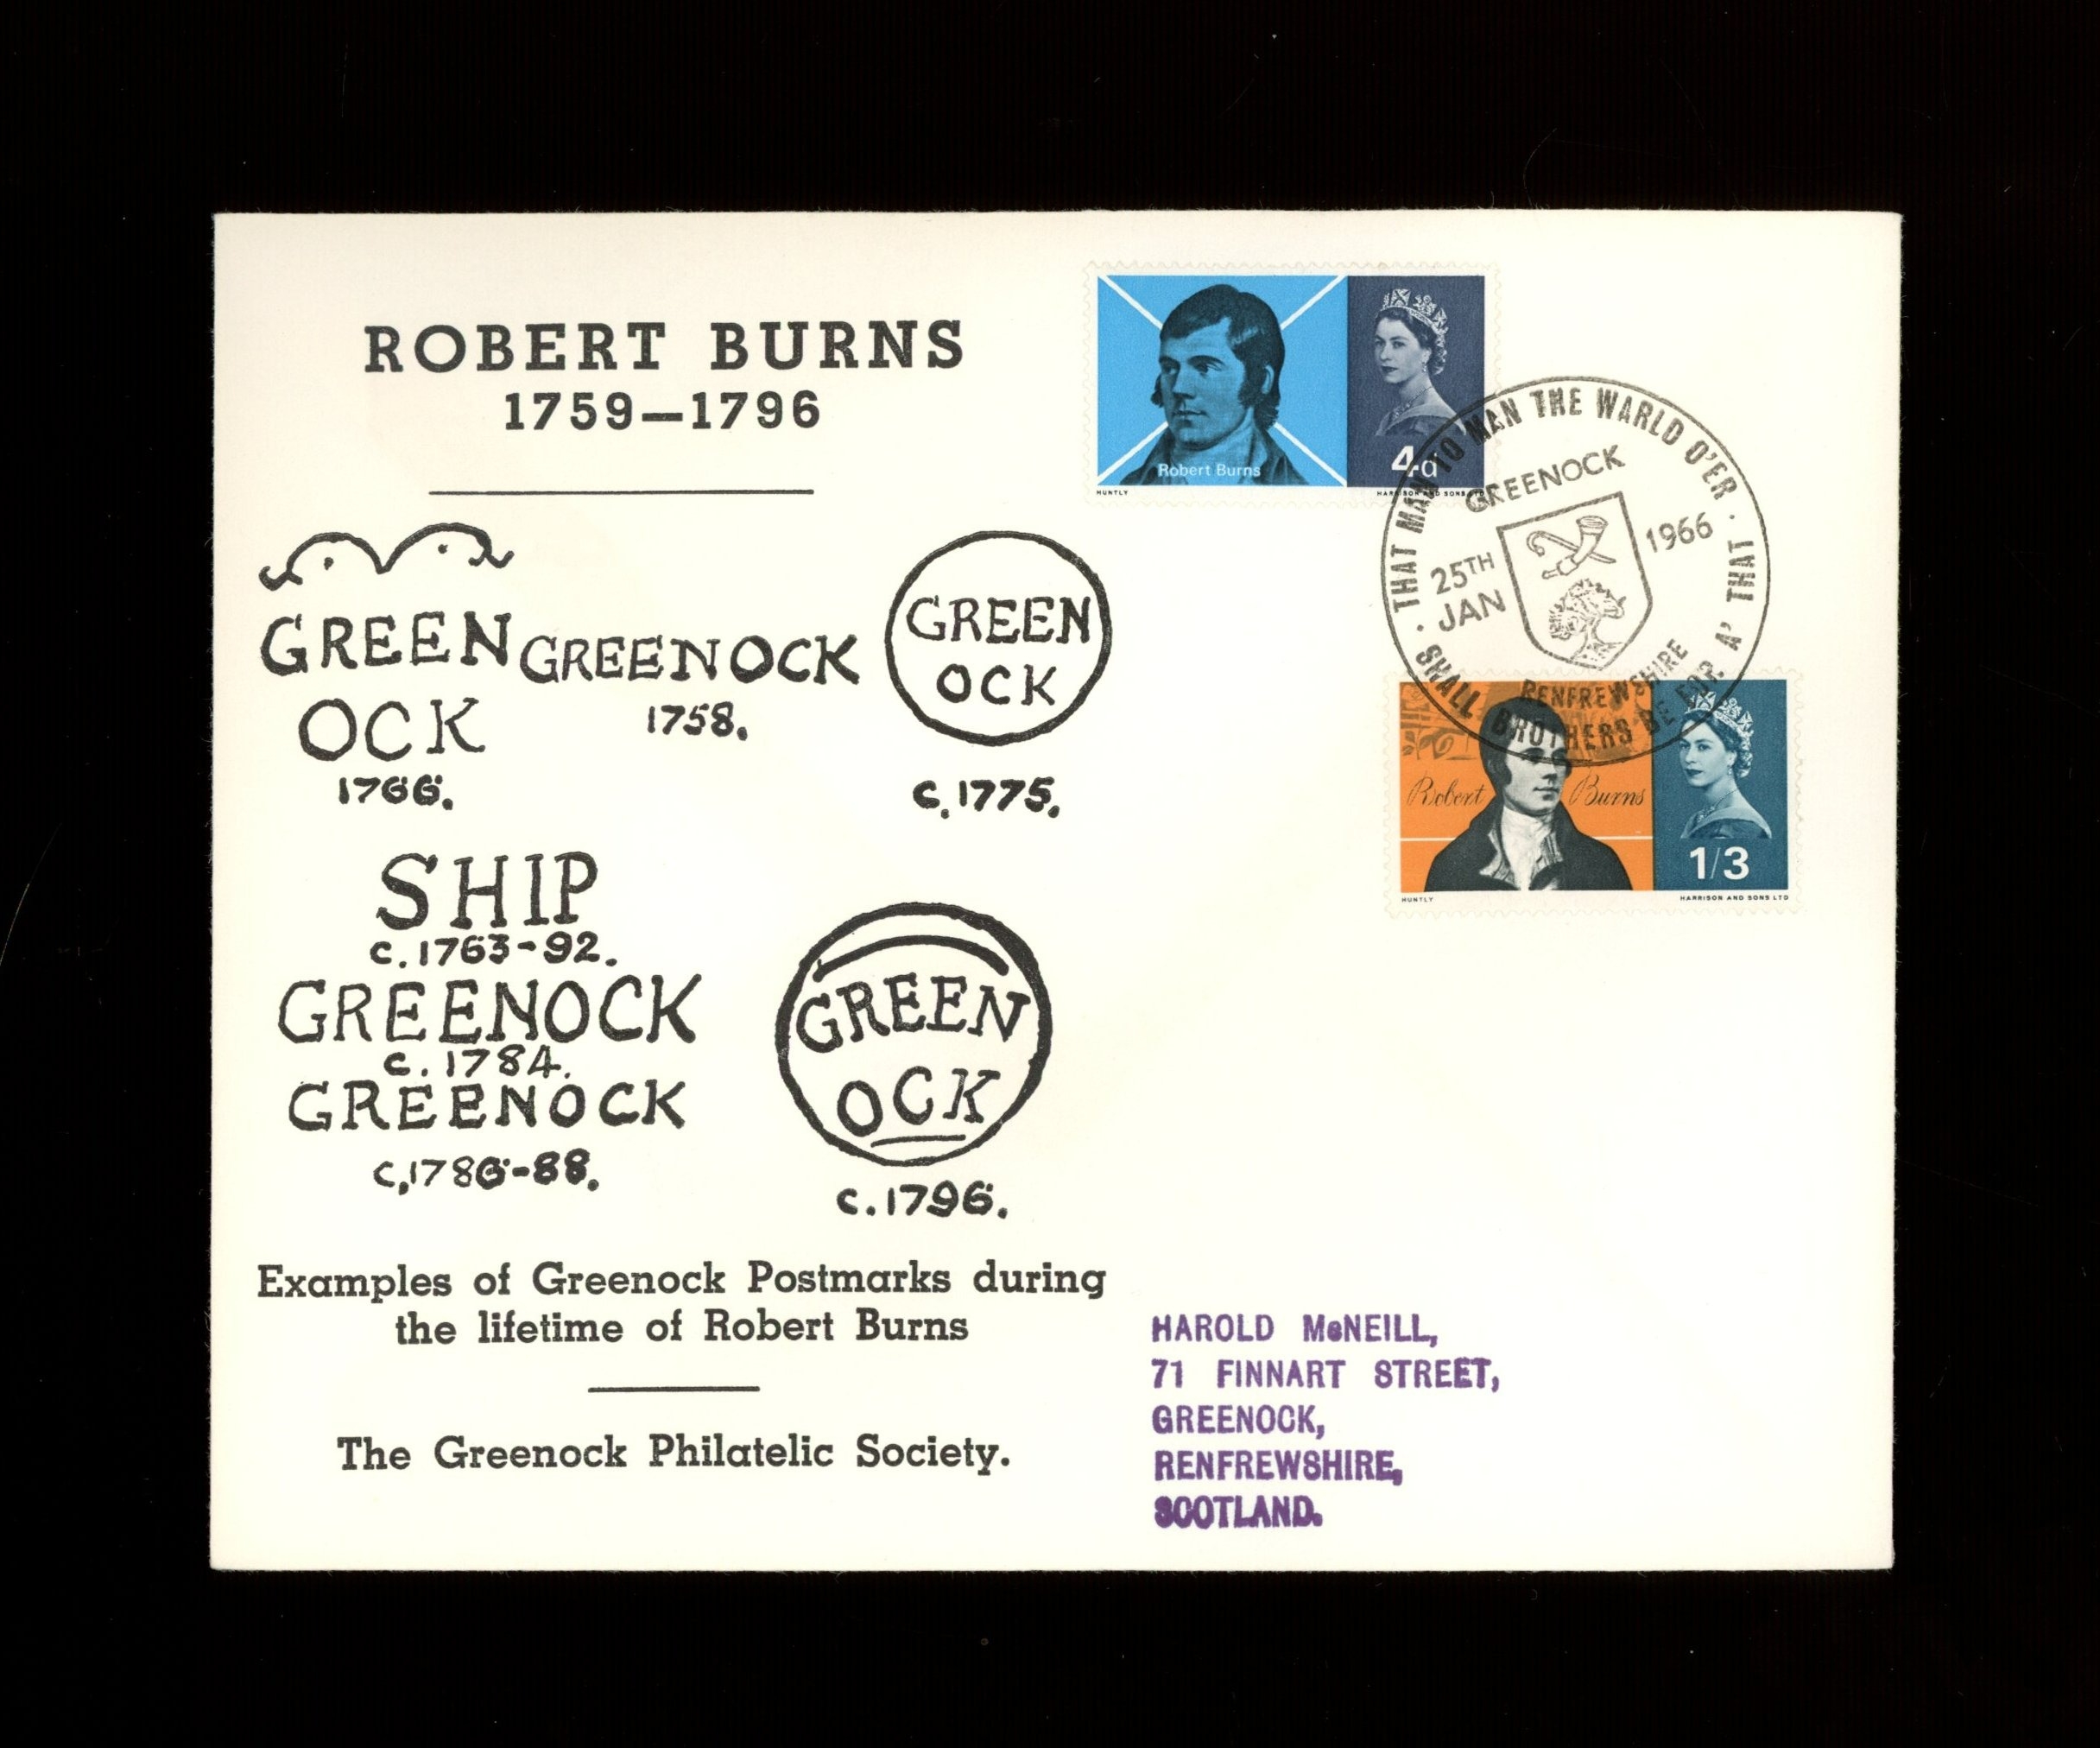 ROBERT BURNS
1759—1796
GREEN
OCK
1766.
GREENOCK
1758.
GREEN
OCK
c.1775.
SHIP
c.1763-92.
GREENOCK
c.1784.
GREENOCK
c.1786-88.
GREEN
OCK
c.1796.
Examples of Greenock Postmarks during
the lifetime of Robert Burns
The Greenock Philatelic Society.
Robert Burns
4d
HUNTLY
HARRISON AND SONS LTD
· THAT MAN TO MAN THE WARLD O'ER ·
SHALL BROTHERS BE FOR A' THAT ·
GREENOCK
25TH
JAN
1966
RENFREWSHIRE
Robert Burns
1/3
HUNTLY
HARRISON AND SONS LTD
HAROLD McNEILL,
71 FINNART STREET,
GREENOCK,
RENFREWSHIRE,
SCOTLAND.